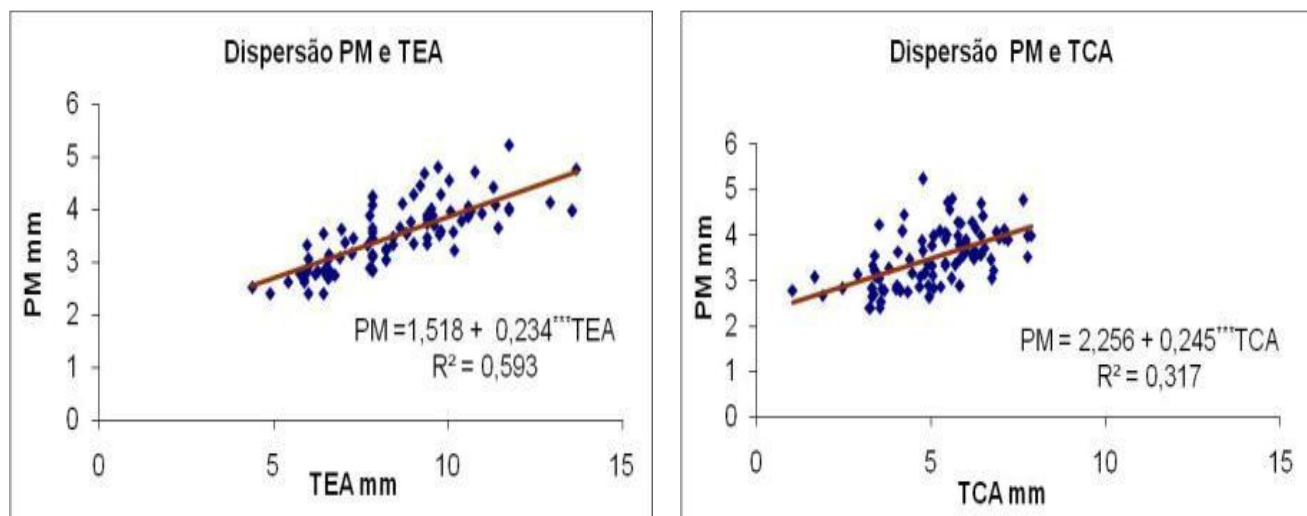 Dispersão PM e TEA
6
5
4
3
2
1
0
PM mm
PM =1,518 + 0,234***TEA
R² = 0,593
0 5 10 15
TEA mm
Dispersão PM e TCA
6
5
4
3
2
1
0
PM mm
PM = 2,256 + 0,245***TCA
R² = 0,317
0 5 10 15
TCA mm